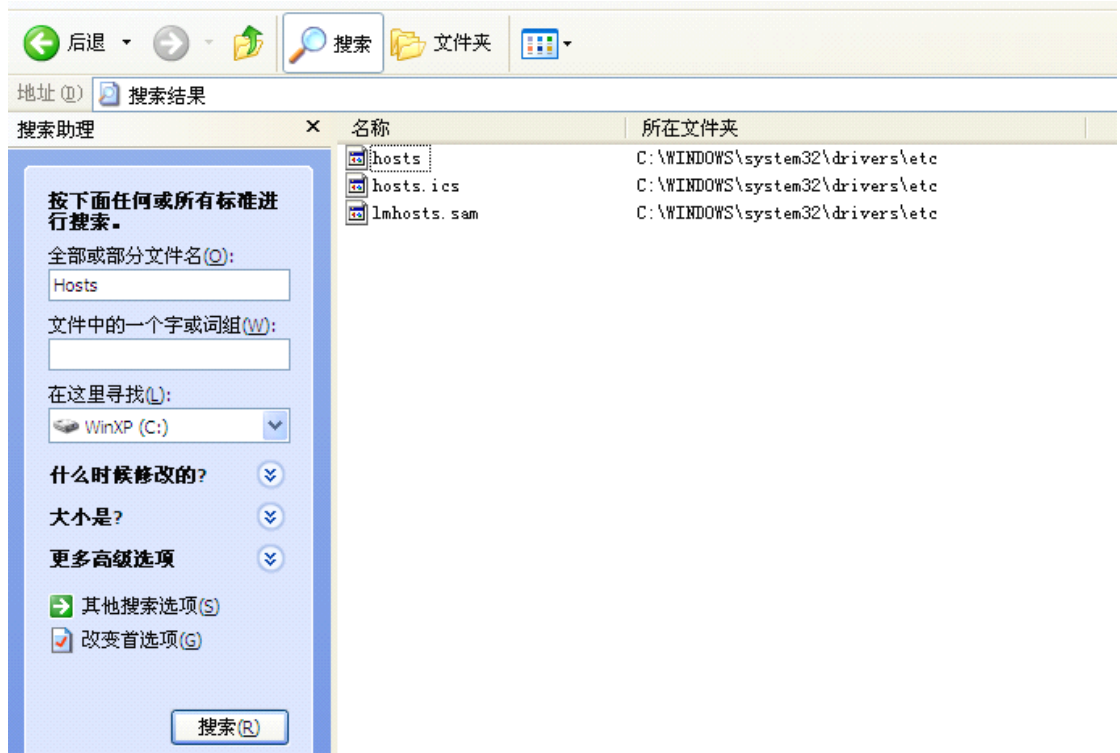 后退 搜索 文件夹
地址(D) 搜索结果
搜索助理
名称 所在文件夹
hosts C:\WINDOWS\system32\drivers\etc
hosts.ics C:\WINDOWS\system32\drivers\etc
lmhosts.sam C:\WINDOWS\system32\drivers\etc
按下面任何或所有标准进
行搜索。
全部或部分文件名(O):
Hosts
文件中的一个字或词组(W):
在这里寻找(L):
WinXP (C:)
什么时候修改的?
大小是?
更多高级选项
其他搜索选项(S)
改变首选项(G)
搜索(R)